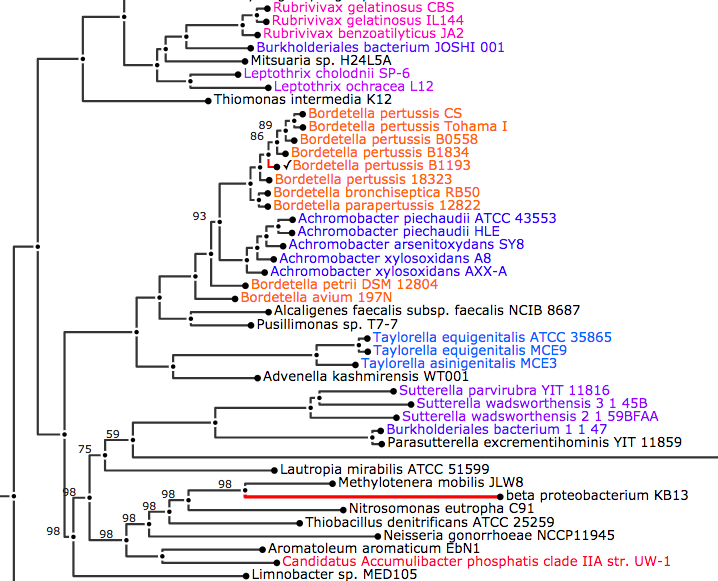 Rubrivivax gelatinosus CBS
Rubrivivax gelatinosus IL144
Rubrivivax benzoatilyticus JA2
Burkholderiales bacterium JOSHI 001
Mitsuaria sp. H24L5A
Leptothrix cholodnii SP-6
Leptothrix ochracea L12
Thiomonas intermedia K12
Bordetella pertussis CS
89 Bordetella pertussis Tohama I
86 Bordetella pertussis B0558
Bordetella pertussis B1834
✓Bordetella pertussis B1193
Bordetella pertussis 18323
Bordetella bronchiseptica RB50
Bordetella parapertussis 12822
93 Achromobacter piechaudii ATCC 43553
Achromobacter piechaudii HLE
Achromobacter arsenitoxydans SY8
Achromobacter xylosoxidans A8
Achromobacter xylosoxidans AXX-A
Bordetella petrii DSM 12804
Bordetella avium 197N
Alcaligenes faecalis subsp. faecalis NCIB 8687
Pusillimonas sp. T7-7
Taylorella equigenitalis ATCC 35865
Taylorella equigenitalis MCE9
Taylorella asinigenitalis MCE3
Advenella kashmirensis WT001
Sutterella parvirubra YIT 11816
Sutterella wadsworthensis 3 1 45B
Sutterella wadsworthensis 2 1 59BFAA
59 Burkholderiales bacterium 1 1 47
75 Parasutterella excrementihominis YIT 11859
Lautropia mirabilis ATCC 51599
98 Methylotenera mobilis JLW8
98 98 beta proteobacterium KB13
98 Nitrosomonas eutropha C91
98 Thiobacillus denitrificans ATCC 25259
98 98 Neisseria gonorrhoeae NCCP11945
Aromatoleum aromaticum EbN1
Candidatus Accumulibacter phosphatis clade IIA str. UW-1
Limnobacter sp. MED105